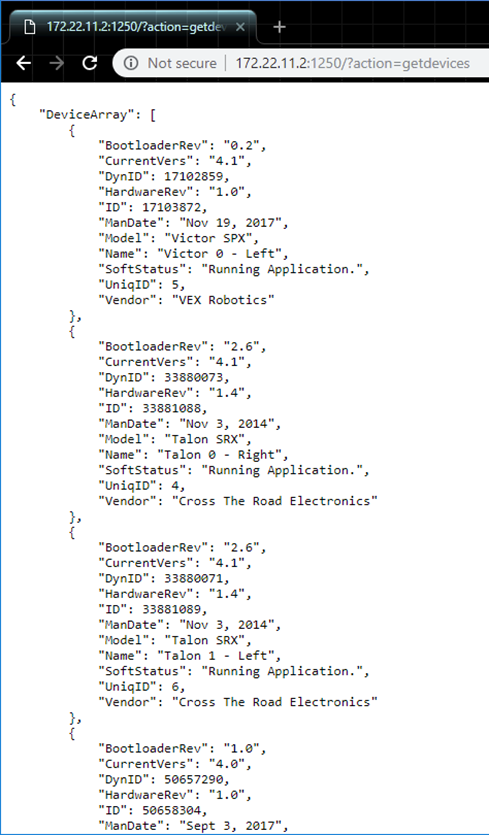 172.22.11.2:1250/?action=getdev
Not secure | 172.22.11.2:1250/?action=getdevices
{
    "DeviceArray": [
        {
            "BootloaderRev": "0.2",
            "CurrentVers": "4.1",
            "DynID": 17102859,
            "HardwareRev": "1.0",
            "ID": 17103872,
            "ManDate": "Nov 19, 2017",
            "Model": "Victor SPX",
            "Name": "Victor 0 - Left",
            "SoftStatus": "Running Application.",
            "UniqID": 5,
            "Vendor": "VEX Robotics"
        },
        {
            "BootloaderRev": "2.6",
            "CurrentVers": "4.1",
            "DynID": 33880073,
            "HardwareRev": "1.4",
            "ID": 33881088,
            "ManDate": "Nov 3, 2014",
            "Model": "Talon SRX",
            "Name": "Talon 0 - Right",
            "SoftStatus": "Running Application.",
            "UniqID": 4,
            "Vendor": "Cross The Road Electronics"
        },
        {
            "BootloaderRev": "2.6",
            "CurrentVers": "4.1",
            "DynID": 33880071,
            "HardwareRev": "1.4",
            "ID": 33881089,
            "ManDate": "Nov 3, 2014",
            "Model": "Talon SRX",
            "Name": "Talon 1 - Left",
            "SoftStatus": "Running Application.",
            "UniqID": 6,
            "Vendor": "Cross The Road Electronics"
        },
        {
            "BootloaderRev": "1.0",
            "CurrentVers": "4.0",
            "DynID": 50657290,
            "HardwareRev": "1.0",
            "ID": 50658304,
            "ManDate": "Sept 3, 2017",